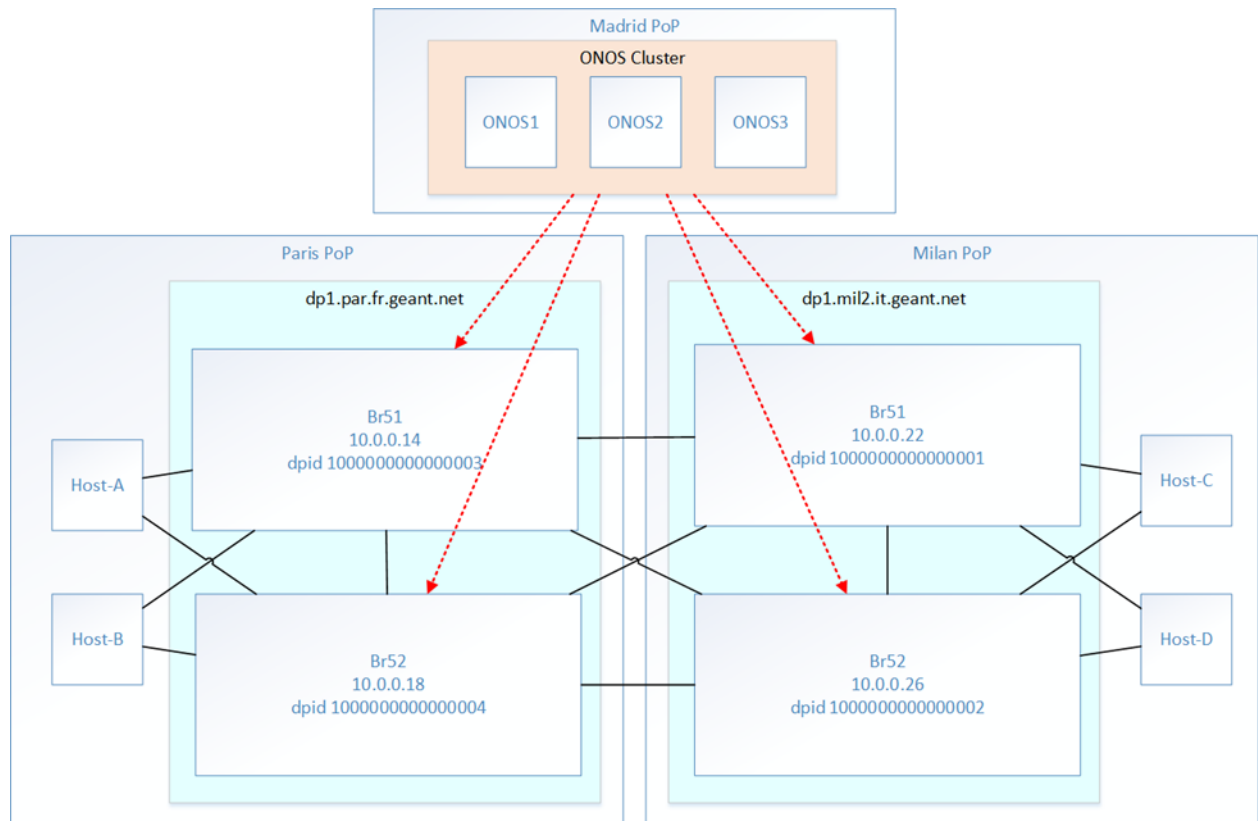 Madrid PoP
ONOS Cluster
ONOS1
ONOS2
ONOS3
Paris PoP
dp1.par.fr.geant.net
Br51
10.0.0.14
dpid 1000000000000003
Host-A
Host-B
Br52
10.0.0.18
dpid 1000000000000004
Milan PoP
dp1.mil2.it.geant.net
Br51
10.0.0.22
dpid 1000000000000001
Host-C
Host-D
Br52
10.0.0.26
dpid 1000000000000002